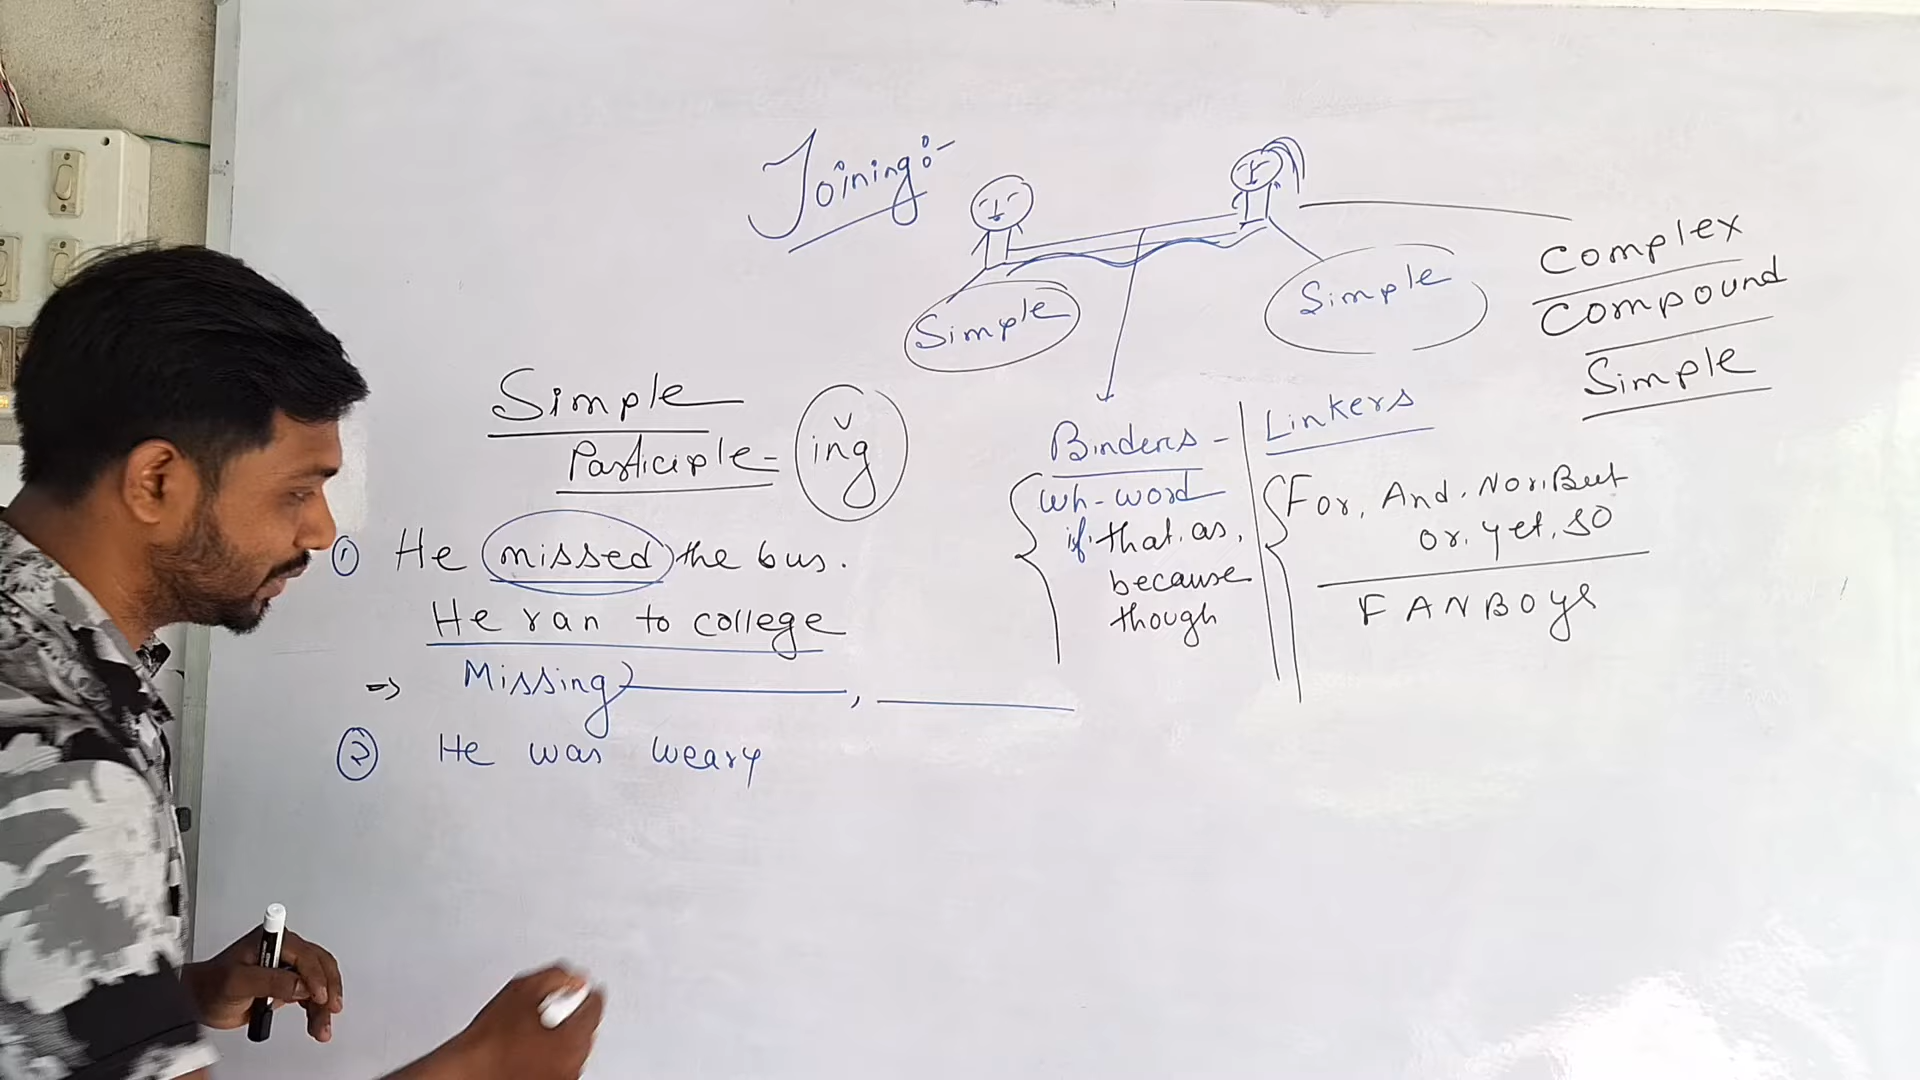 Joining :-
Simple
Simple
Complex
Compound
Simple
Simple
Participle - ing
Binders -
wh-word
if. that. as,
because
though
Linkers
For, And. Nor. But
or. yet. so
FANBOYS
① He missed the bus.
He ran to college
⇒ Missing ______, ______
② He was weary